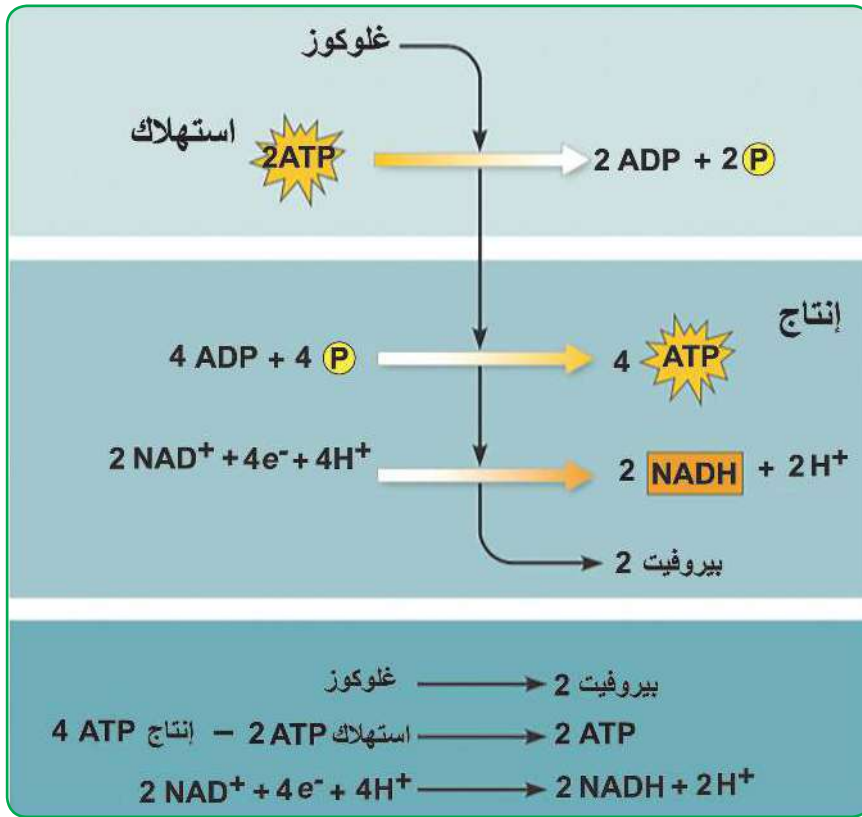 غلوكوز
استهلاك
2ATP
2 ADP + 2 P
إنتاج
4 ADP + 4 P
4 ATP
2 NAD⁺ + 4e⁻ + 4H⁺
2 NADH + 2H⁺
2 بيروفيت
غلوكوز ⟶ 2 بيروفيت
4 ATP إنتاج – 2 ATP استهلاك ⟶ 2 ATP
2 NAD⁺ + 4e⁻ + 4H⁺ ⟶ 2 NADH + 2H⁺